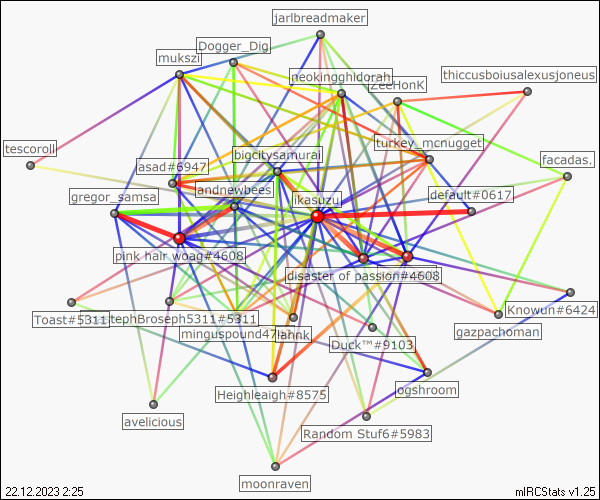 jarlbreadmaker
Dogger_Dig
mukszi
neokingghidorah
ZeeHonK
thiccusboiusalexusjoneus
turkey_mcnugget
tescoroll
bigcitysamurai
asad#6947
facadas.
andnewbees
gregor_samsa
default#0617
ikasuzu
pink hair woag#4608
disaster of passion#4608
Toast#5311
StephBroseph5311#5311
minguspound47
lahnk
Knowun#6424
gazpachoman
Duck™#9103
Heighleaigh#8575
ogshroom
avelicious
Random Stuf6#5983
moonraven
22.12.2023 2:25
mIRCStats v1.25